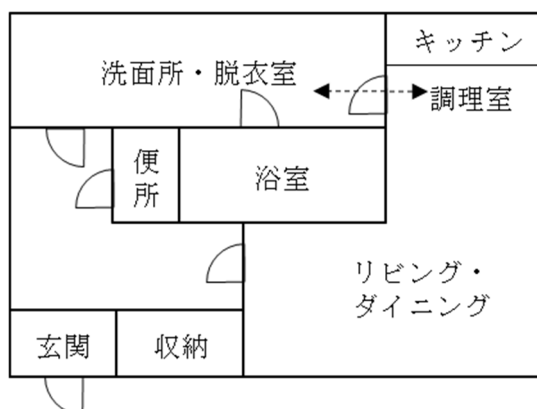 キッチン
洗面所・脱衣室
調理室
便
所
浴室
リビング・
ダイニング
玄関
収納